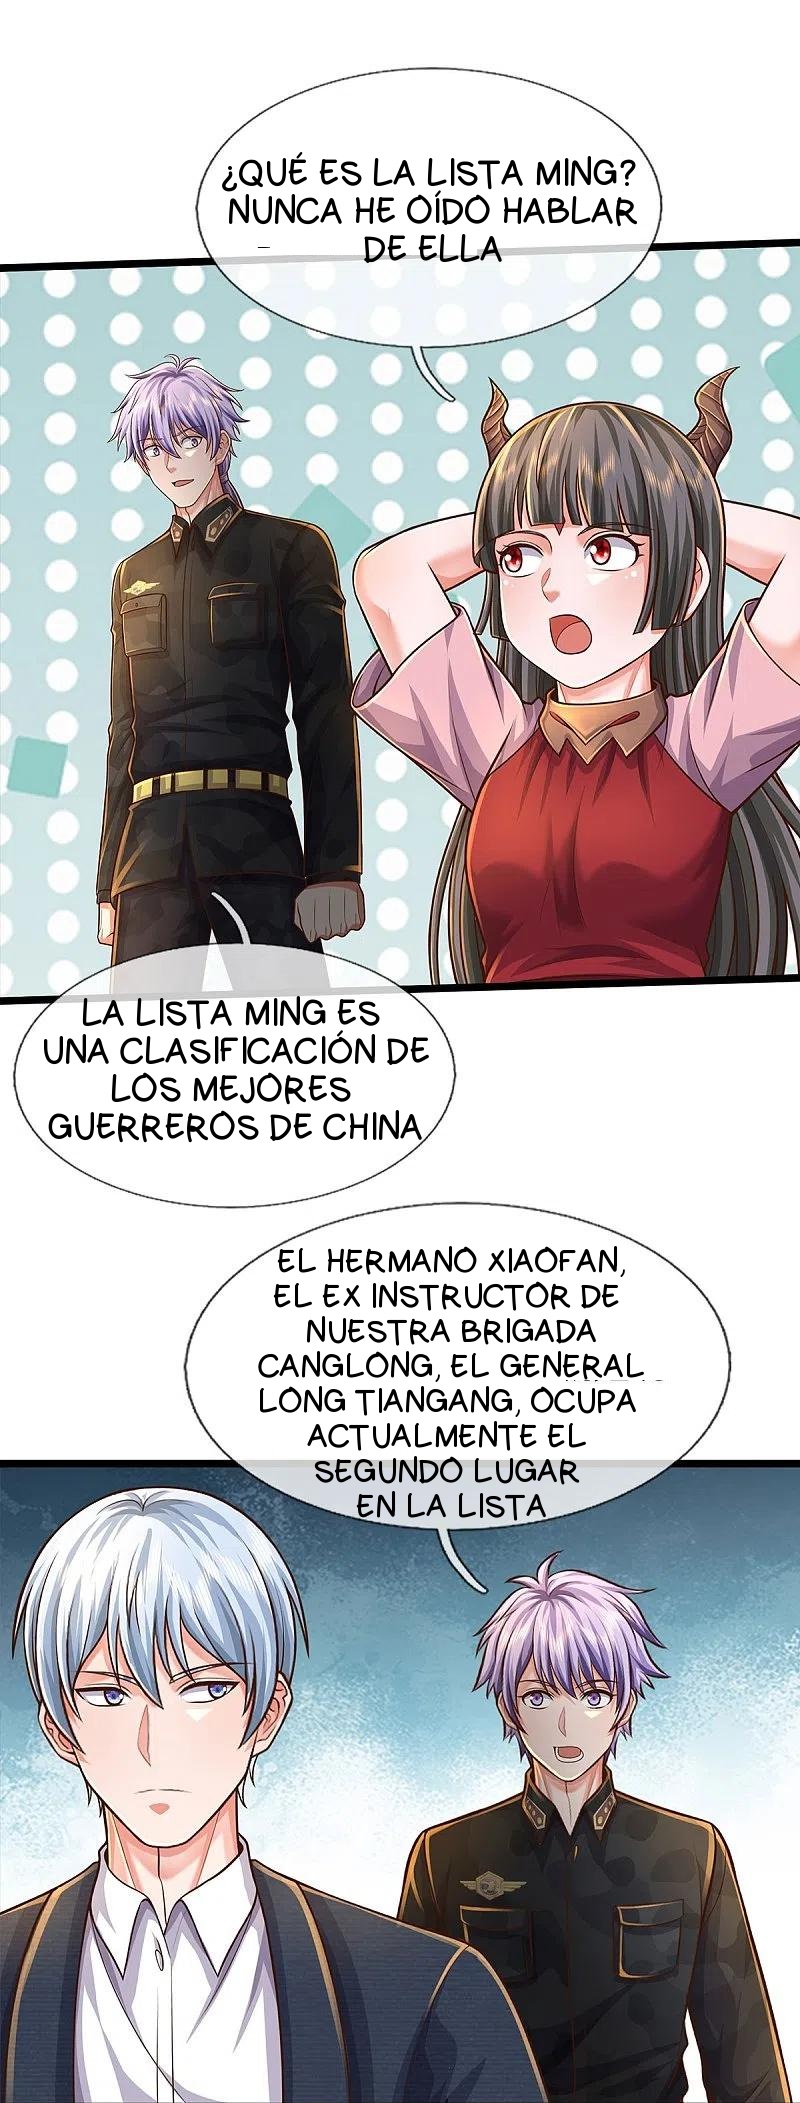 ¿QUÉ ES LA LISTA MING?
NUNCA HE OÍDO HABLAR
DE ELLA
LA LISTA MING ES
UNA CLASIFICACIÓN DE
LOS MEJORES
GUERREROS DE CHINA
EL HERMANO XIAOFAN,
EL EX INSTRUCTOR DE
NUESTRA BRIGADA
CANGLONG, EL GENERAL
LONG TIANGANG, OCUPA
ACTUALMENTE EL
SEGUNDO LUGAR
EN LA LISTA